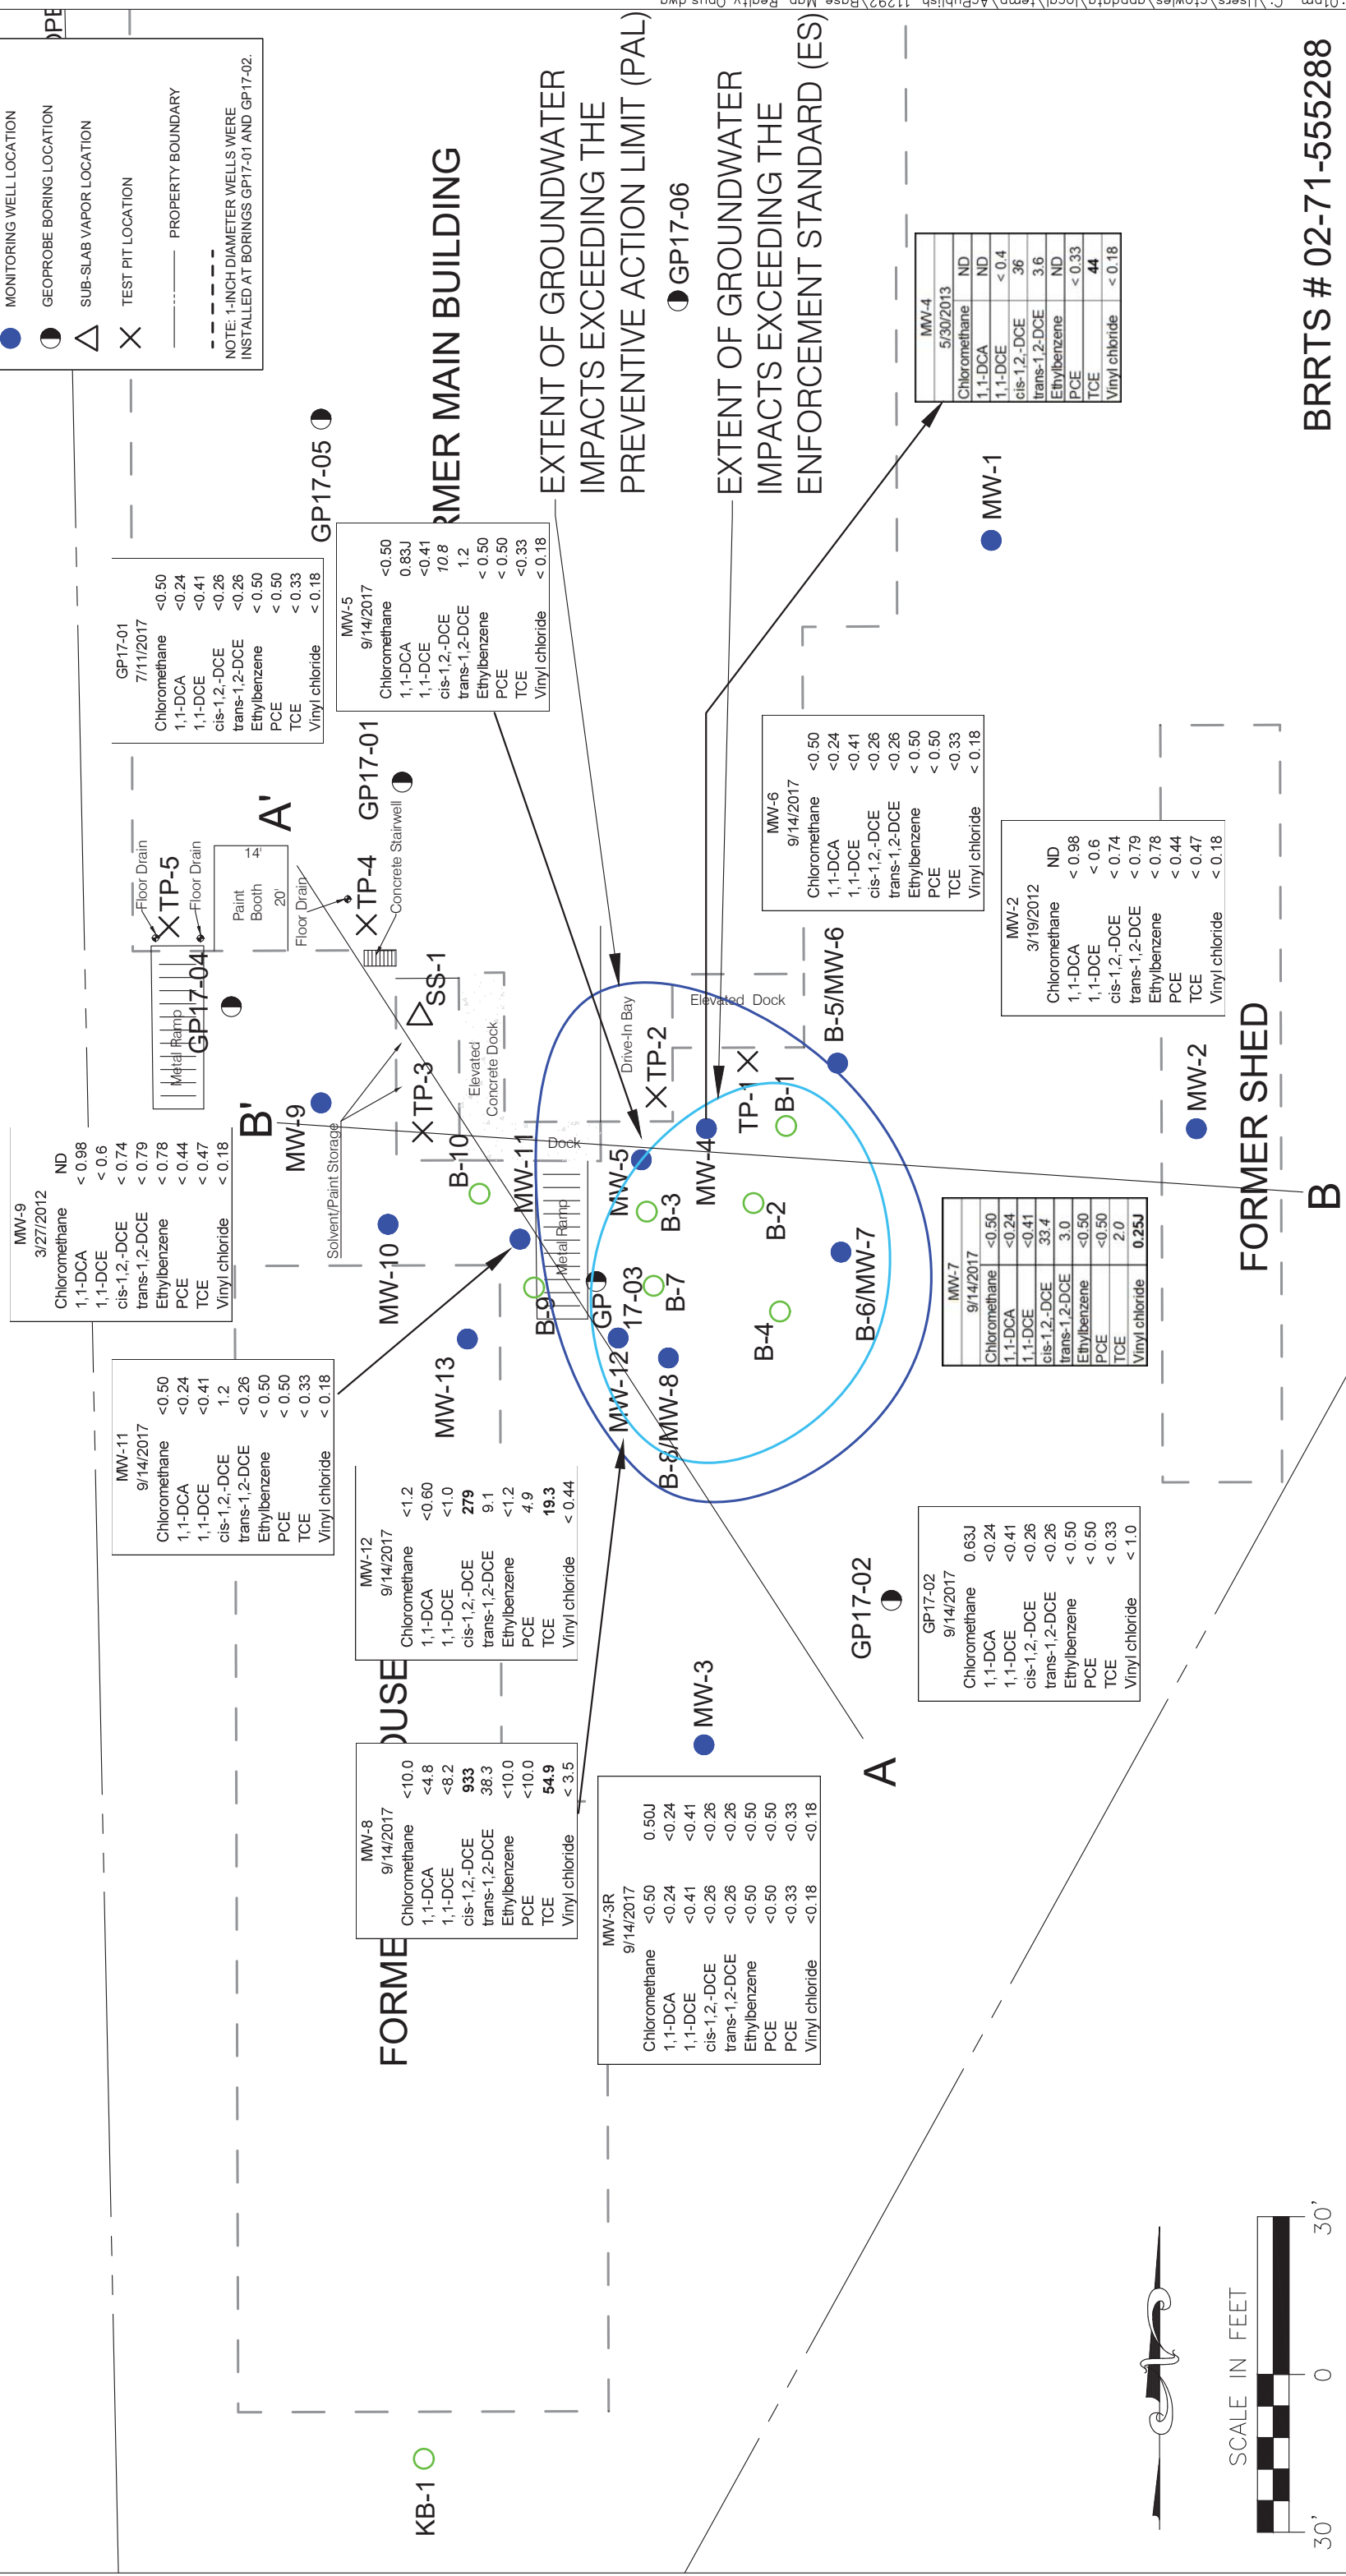 MONITORING WELL LOCATION
GEOPROBE BORING LOCATION
SUB-SLAB VAPOR LOCATION
TEST PIT LOCATION
PROPERTY BOUNDARY
NOTE: 1-INCH DIAMETER WELLS WERE
INSTALLED AT BORINGS GP17-01 AND GP17-02.
MW-9
3/27/2012
Chloromethane ND
1,1-DCA < 0.98
1,1-DCE < 0.6
cis-1,2,-DCE < 0.74
trans-1,2-DCE < 0.79
Ethylbenzene < 0.78
PCE < 0.44
TCE < 0.47
Vinyl chloride < 0.18
GP17-01
7/11/2017
Chloromethane <0.50
1,1-DCA <0.24
1,1-DCE <0.41
cis-1,2,-DCE <0.26
trans-1,2-DCE <0.26
Ethylbenzene < 0.50
PCE < 0.50
TCE < 0.33
Vinyl chloride < 0.18
MW-11
9/14/2017
Chloromethane <0.50
1,1-DCA <0.24
1,1-DCE <0.41
cis-1,2,-DCE 1.2
trans-1,2-DCE <0.26
Ethylbenzene < 0.50
PCE < 0.50
TCE < 0.33
Vinyl chloride < 0.18
MW-5
9/14/2017
Chloromethane <0.50
1,1-DCA 0.83J
1,1-DCE <0.41
cis-1,2,-DCE 10.8
trans-1,2-DCE 1.2
Ethylbenzene < 0.50
PCE < 0.50
TCE <0.33
Vinyl chloride < 0.18
MW-12
9/14/2017
Chloromethane <1.2
1,1-DCA <0.60
1,1-DCE <1.0
cis-1,2,-DCE 279
trans-1,2-DCE 9.1
Ethylbenzene <1.2
PCE 4.9
TCE 19.3
Vinyl chloride < 0.44
MW-8
9/14/2017
Chloromethane <10.0
1,1-DCA <4.8
1,1-DCE <8.2
cis-1,2,-DCE 933
trans-1,2-DCE 38.3
Ethylbenzene <10.0
PCE <10.0
TCE 54.9
Vinyl chloride < 3.5
MW-3R
9/14/2017
Chloromethane <0.50 0.50J
1,1-DCA <0.24 <0.24
1,1-DCE <0.41 <0.41
cis-1,2,-DCE <0.26 <0.26
trans-1,2-DCE <0.26 <0.26
Ethylbenzene <0.50 <0.50
PCE <0.50 <0.50
PCE <0.33 <0.33
Vinyl chloride <0.18 <0.18
MW-6
9/14/2017
Chloromethane <0.50
1,1-DCA <0.24
1,1-DCE <0.41
cis-1,2,-DCE <0.26
trans-1,2-DCE <0.26
Ethylbenzene < 0.50
PCE < 0.50
TCE <0.33
Vinyl chloride < 0.18
MW-4
5/30/2013
Chloromethane ND
1,1-DCA ND
1,1-DCE < 0.4
cis-1,2,-DCE 36
trans-1,2-DCE 3.6
Ethylbenzene ND
PCE < 0.33
TCE 44
Vinyl chloride < 0.18
MW-7
9/14/2017
Chloromethane <0.50
1,1-DCA <0.24
1,1-DCE <0.41
cis-1,2,-DCE 33.4
trans-1,2-DCE 3.0
Ethylbenzene <0.50
PCE <0.50
TCE 2.0
Vinyl chloride 0.25J
GP17-02
9/14/2017
Chloromethane 0.63J
1,1-DCA <0.24
1,1-DCE <0.41
cis-1,2,-DCE <0.26
trans-1,2-DCE <0.26
Ethylbenzene < 0.50
PCE < 0.50
TCE < 0.33
Vinyl chloride < 1.0
MW-2
3/19/2012
Chloromethane ND
1,1-DCA < 0.98
1,1-DCE < 0.6
cis-1,2,-DCE < 0.74
trans-1,2-DCE < 0.79
Ethylbenzene < 0.78
PCE < 0.44
TCE < 0.47
Vinyl chloride < 0.18
EXTENT OF GROUNDWATER
IMPACTS EXCEEDING THE
PREVENTIVE ACTION LIMIT (PAL)
EXTENT OF GROUNDWATER
IMPACTS EXCEEDING THE
ENFORCEMENT STANDARD (ES)
RMER MAIN BUILDING
FORME
OUSE
FORMER SHED
GP17-05
GP17-06
GP17-01
GP17-04
GP17-02
GP
17-03
MW-1
MW-2
MW-3
MW-4
MW-5
B-5/MW-6
B-6/MW-7
B-8/MW-8
MW-9
MW-10
MW-11
MW-12
MW-13
B-1
B-2
B-3
B-4
B-7
B-9
B-10
KB-1
TP-1
TP-2
TP-3
TP-4
TP-5
SS-1
Floor Drain
Floor Drain
Floor Drain
Paint
Booth
14'
20'
Concrete Stairwell
Metal Ramp
Metal Ramp
Solvent/Paint Storage
Elevated
Concrete Dock
Drive-In Bay
Elevated Dock
Dock
A
A'
B
B'
SCALE IN FEET
30' 0 30'
BRRTS # 02-71-555288